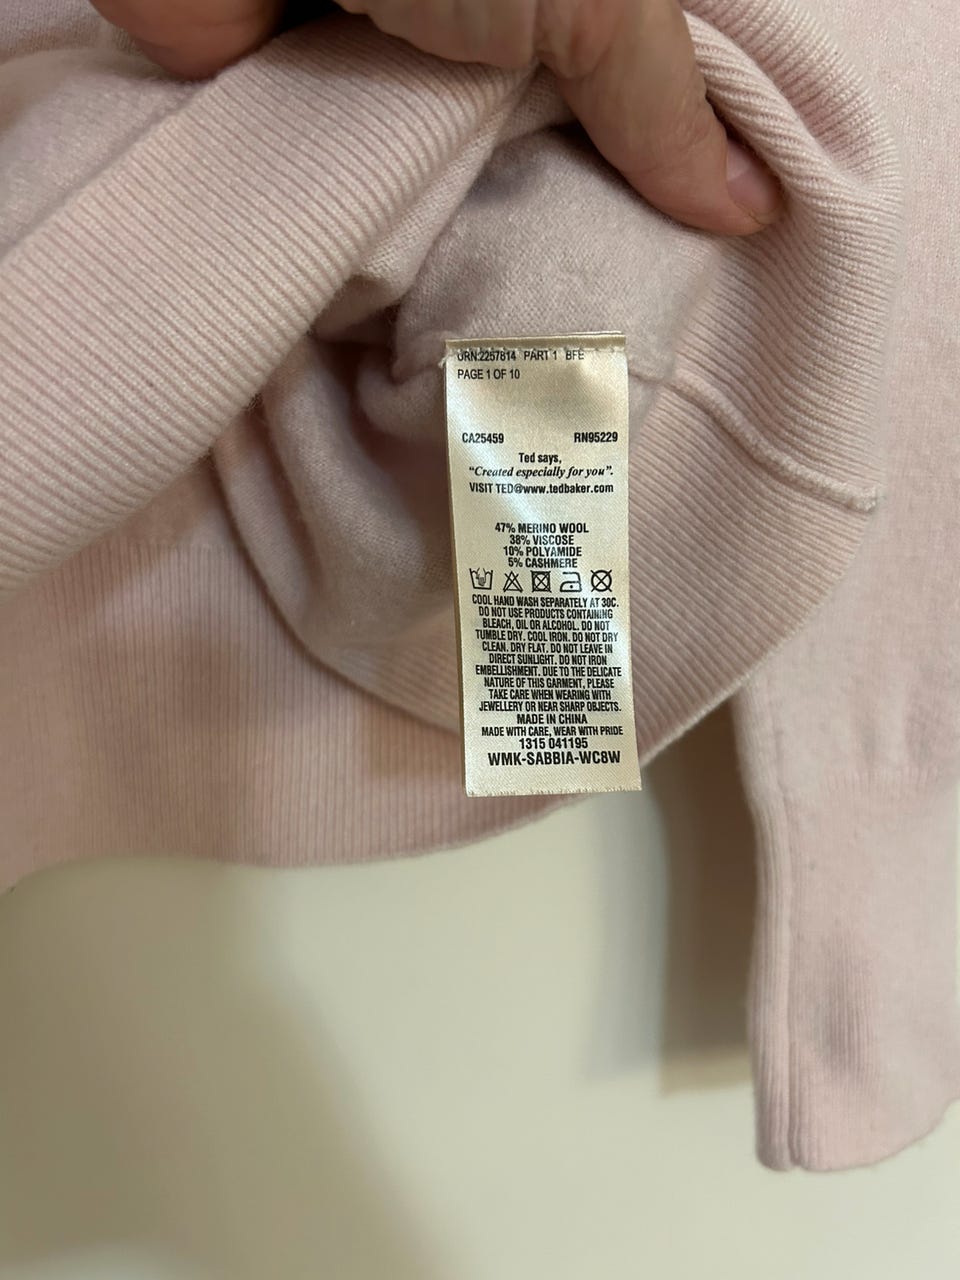 URN:2257814 PART 1 BFE
PAGE 1 OF 10
CA25459 RN95229
Ted says,
“Created especially for you”.
VISIT TED@www.tedbaker.com
47% MERINO WOOL
38% VISCOSE
10% POLYAMIDE
5% CASHMERE
COOL HAND WASH SEPARATELY AT 30C.
DO NOT USE PRODUCTS CONTAINING
BLEACH, OIL OR ALCOHOL. DO NOT
TUMBLE DRY. COOL IRON. DO NOT DRY
CLEAN. DRY FLAT. DO NOT LEAVE IN
DIRECT SUNLIGHT. DO NOT IRON
EMBELLISHMENT. DUE TO THE DELICATE
NATURE OF THIS GARMENT, PLEASE
TAKE CARE WHEN WEARING WITH
JEWELLERY OR NEAR SHARP OBJECTS.
MADE IN CHINA
MADE WITH CARE, WEAR WITH PRIDE
1315 041195
WMK-SABBIA-WC8W